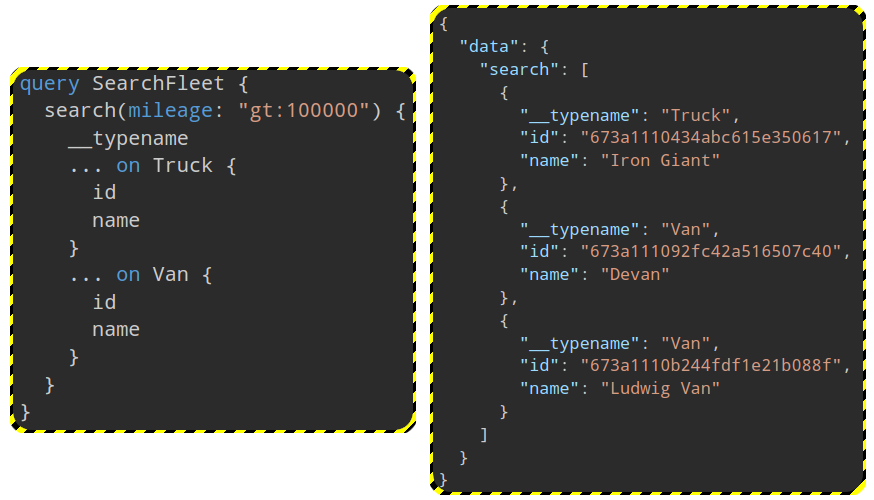 query SearchFleet {
  search(mileage: "gt:100000") {
    __typename
    ... on Truck {
      id
      name
    }
    ... on Van {
      id
      name
    }
  }
}
{
  "data": {
    "search": [
      {
        "__typename": "Truck",
        "id": "673a1110434abc615e350617",
        "name": "Iron Giant"
      },
      {
        "__typename": "Van",
        "id": "673a111092fc42a516507c40",
        "name": "Devan"
      },
      {
        "__typename": "Van",
        "id": "673a1110b244fdf1e21b088f",
        "name": "Ludwig Van"
      }
    ]
  }
}